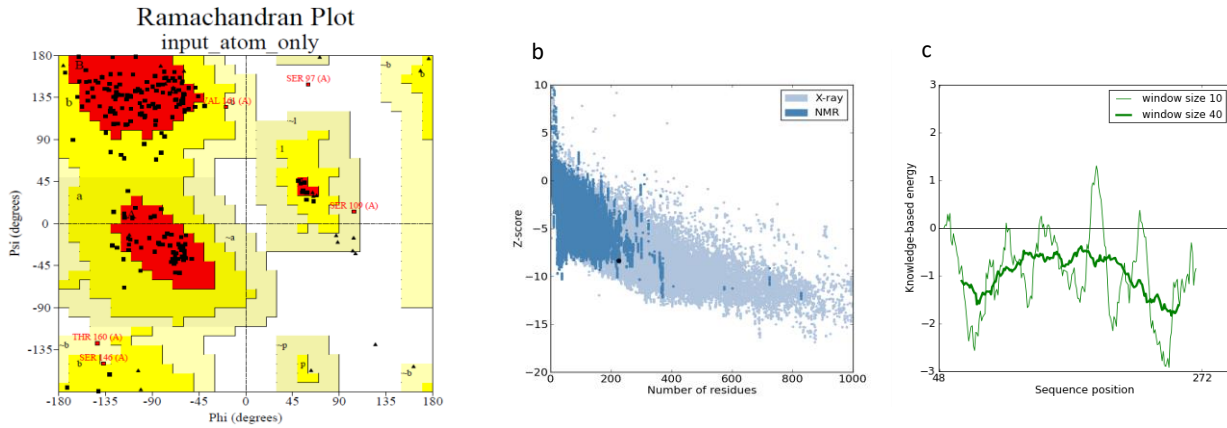 Ramachandran Plot
input_atom_only
Psi (degrees)
180
135
90
45
0
-45
-90
-135
B
b
a
l
~l
~a
~b
b
~b
b
~p
p
~b
SER 97 (A)
SER 109 (A)
THR 160 (A)
SER 146 (A)
-180
-135
-90
-45
0
45
90
135
180
Phi (degrees)
b
Z-score
10
5
0
−5
−10
−15
−20
X-ray
NMR
0
200
400
600
800
1000
Number of residues
c
Knowledge-based energy
3
2
1
0
−1
−2
−3
window size 10
window size 40
48
272
Sequence position